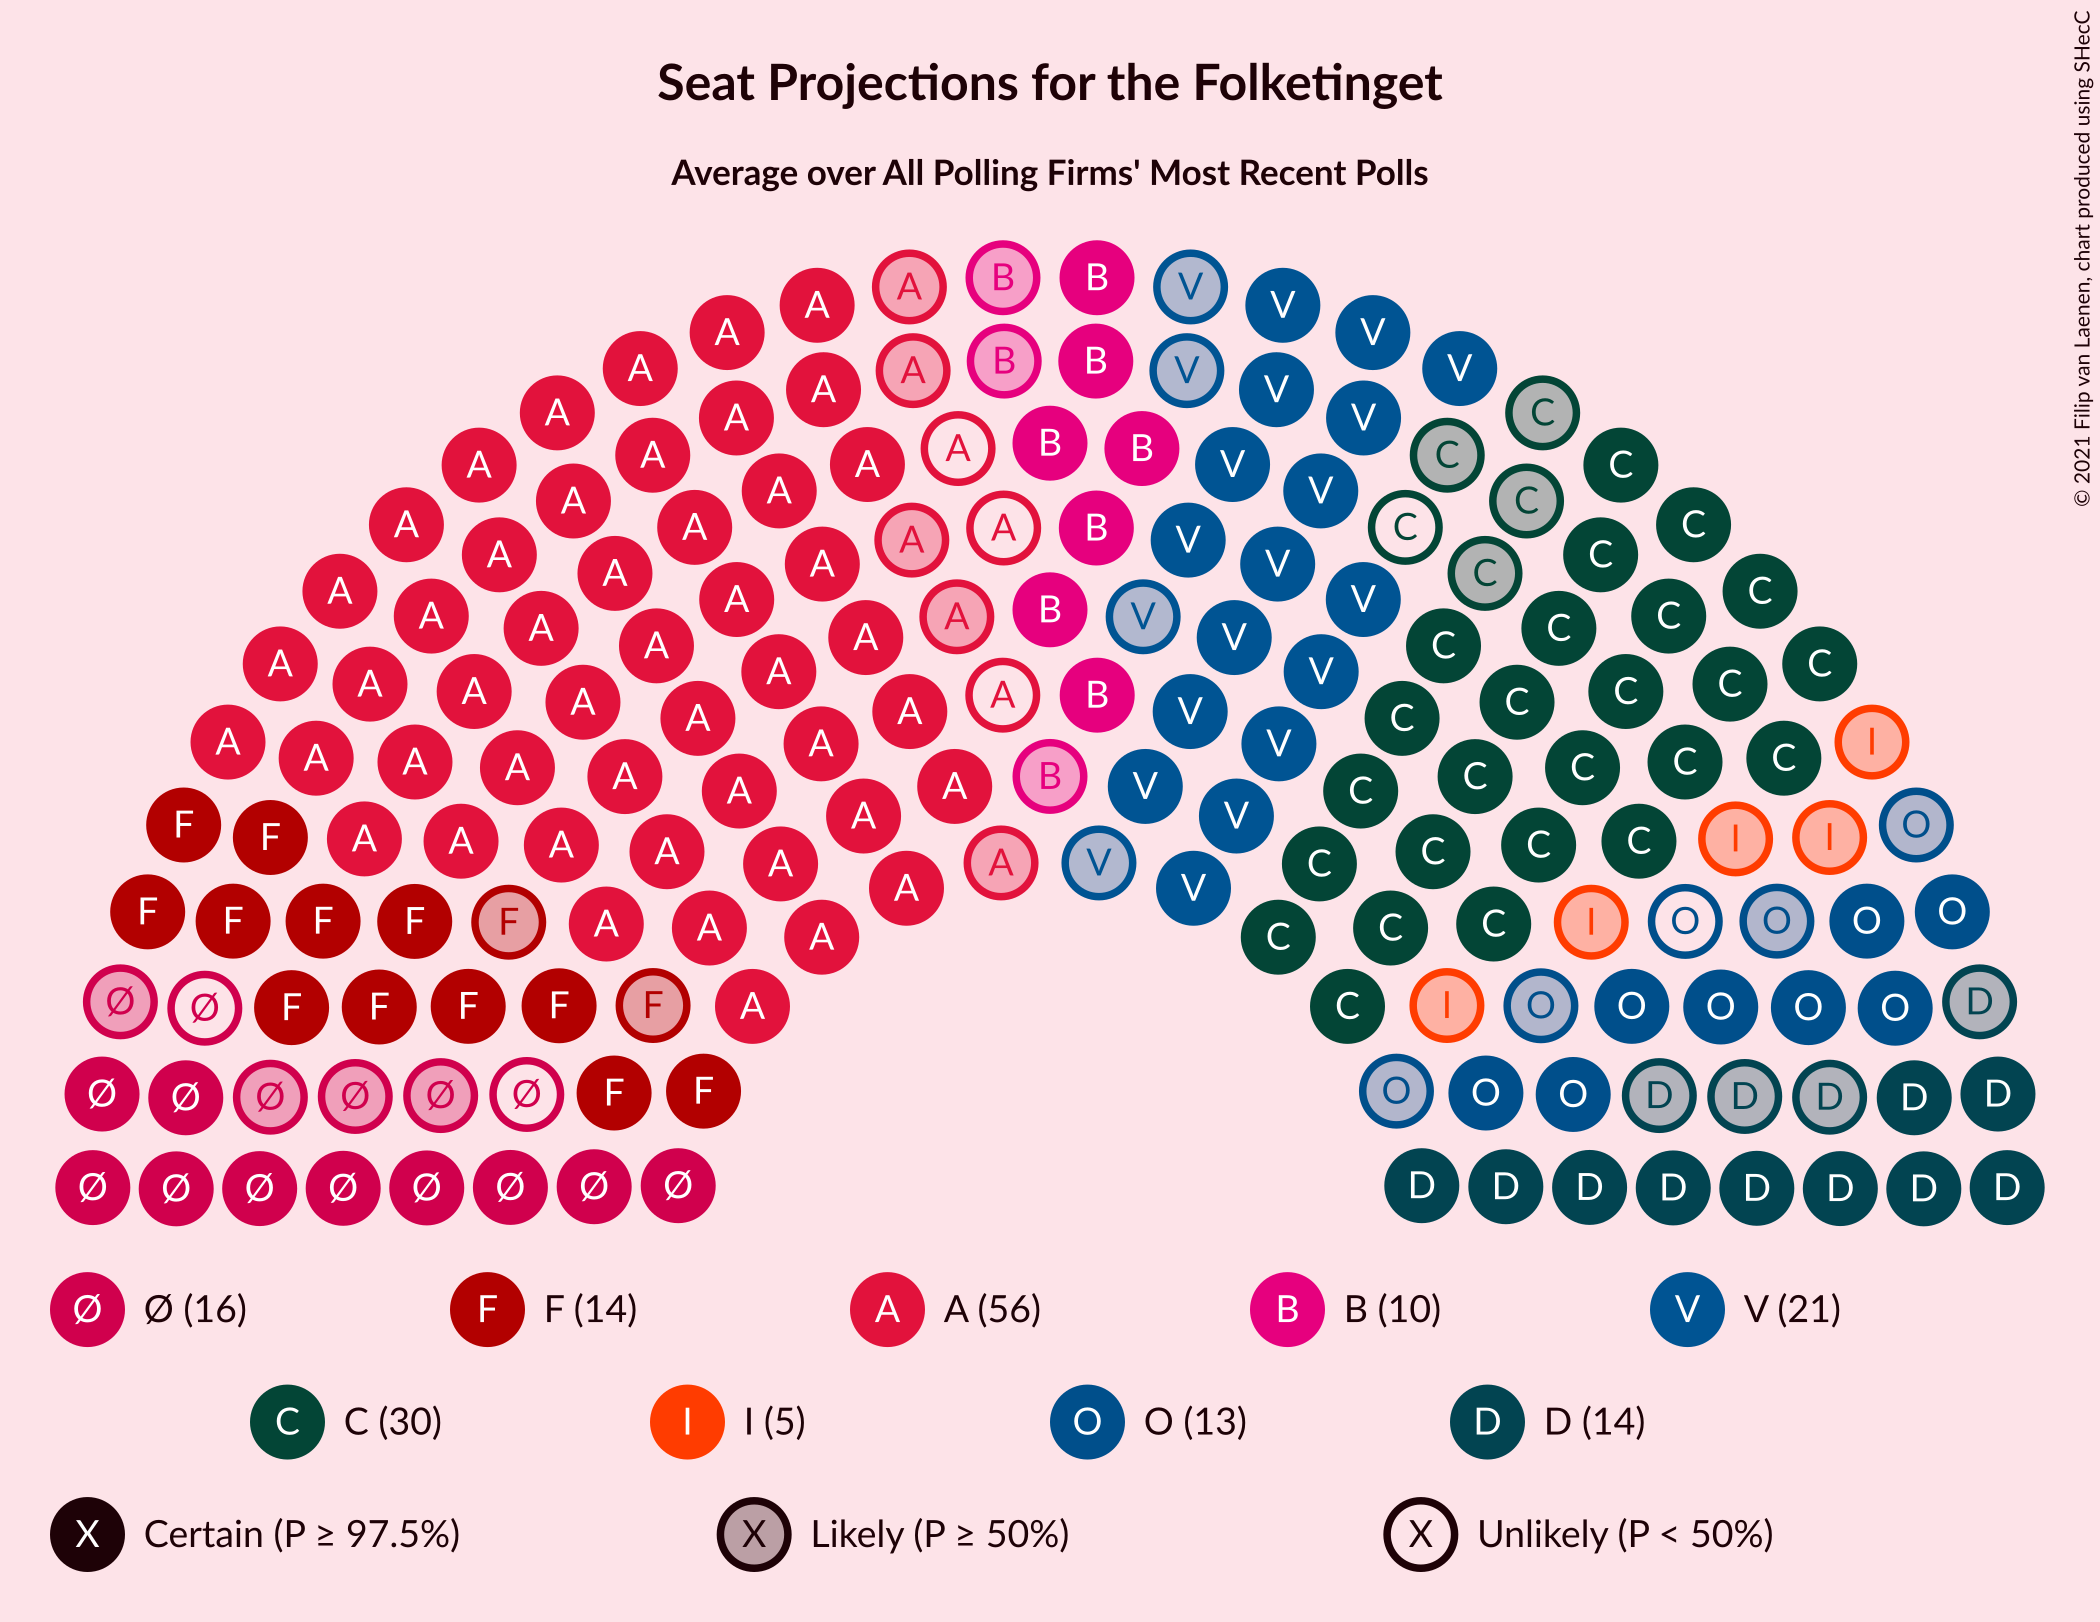 Seat Projections for the Folketinget
Average over All Polling Firms' Most Recent Polls
© 2021 Filip van Laenen, chart produced using SHecC
B B
A V
A V
A V
A V
B B
A V
A C
A V
A V
A C
B
A B
A V
A C
A C
A V
A V
A C
A C
A C
A B
A V
A C
A C
A V
A C
A C
A C
A V
A C
B
A V
A C
A V
A C
A C
A C
A C
A V
A C
A C
A B
A C
A C
A V
A C
A I
A V
A C
A C
A C
B
A V
A C
A C
F O
A V
F I
A I
A C
A C
A V
A C
A V
F O
F O
F O
F O
F I
A C
A C
A C
Ø D
Ø O
F O
F O
F O
F O
F I
A C
Ø Ø Ø Ø Ø Ø F F O O O D D D D D
Ø Ø Ø Ø Ø Ø Ø Ø D D D D D D D D
Ø Ø (16) F F (14) A A (56) B B (10) V V (21)
C C (30) I I (5) O O (13) D D (14)
X Certain (P ≥ 97.5%) X Likely (P ≥ 50%) X Unlikely (P < 50%)